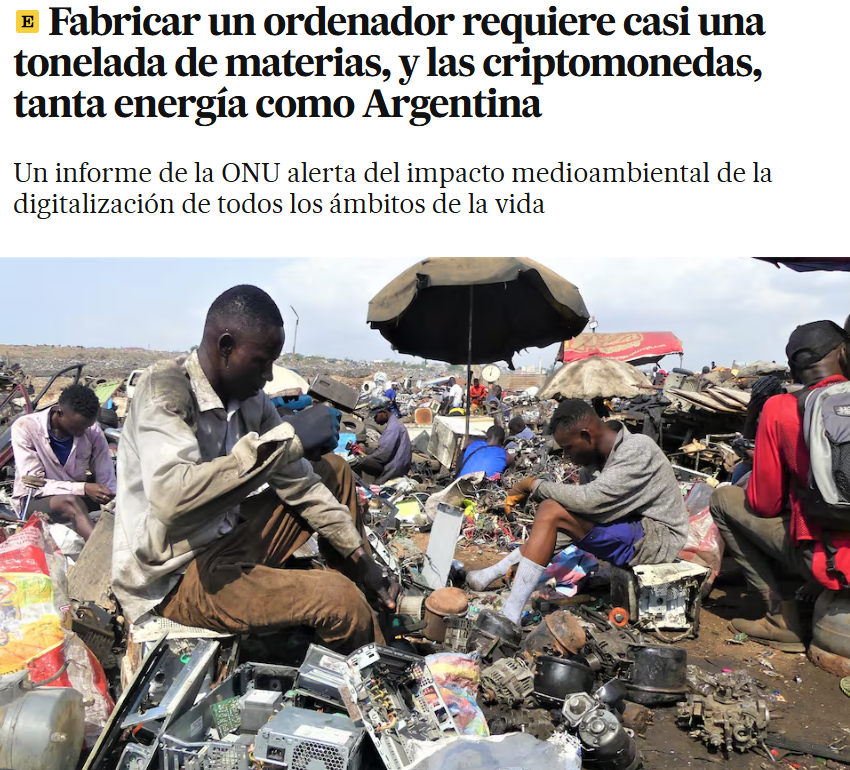 E Fabricar un ordenador requiere casi una
tonelada de materias, y las criptomonedas,
tanta energía como Argentina
Un informe de la ONU alerta del impacto medioambiental de la
digitalización de todos los ámbitos de la vida